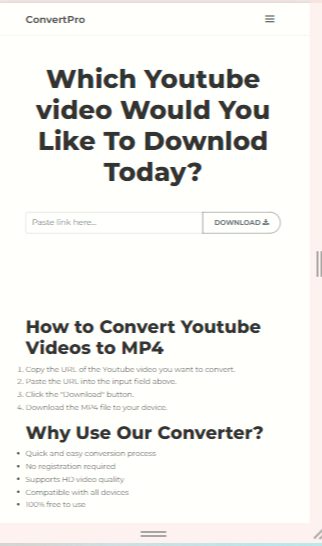 ConvertPro
Which Youtube
video Would You
Like To Downlod
Today?
Paste link here...
DOWNLOAD
How to Convert Youtube
Videos to MP4
1. Copy the URL of the Youtube video you want to convert.
2. Paste the URL into the input field above.
3. Click the "Download" button.
4. Download the MP4 file to your device.
Why Use Our Converter?
• Quick and easy conversion process
• No registration required
• Supports HD video quality
• Compatible with all devices
• 100% free to use